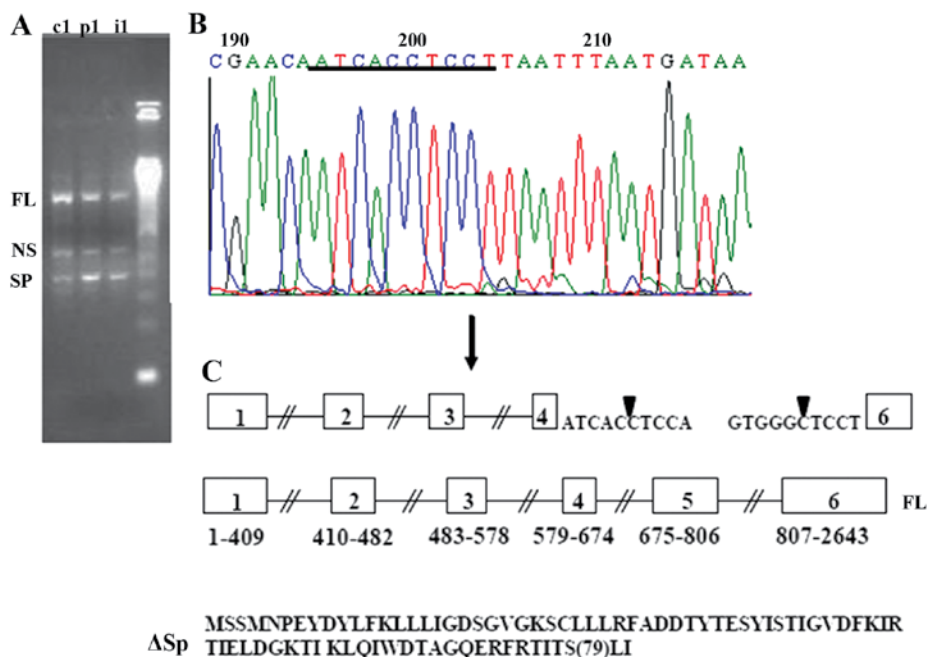 A
c1 p1 i1
FL
NS
SP
B
190 200 210
C G A A C A A T C A C C T C C T T A A T T T A A T G A T A A
C
1 2 3 4 ATCACCTCCA GTGGGCTCCT 6
1 2 3 4 5 6 FL
1-409 410-482 483-578 579-674 675-806 807-2643
MSSMNPEYDYLFKLLLIGDSGVGKSCLLLRFADDTYTESYISTIGVDFKIR
ΔSp TIELDGKTI KLQIWDTAGQERFRTITS(79)LI